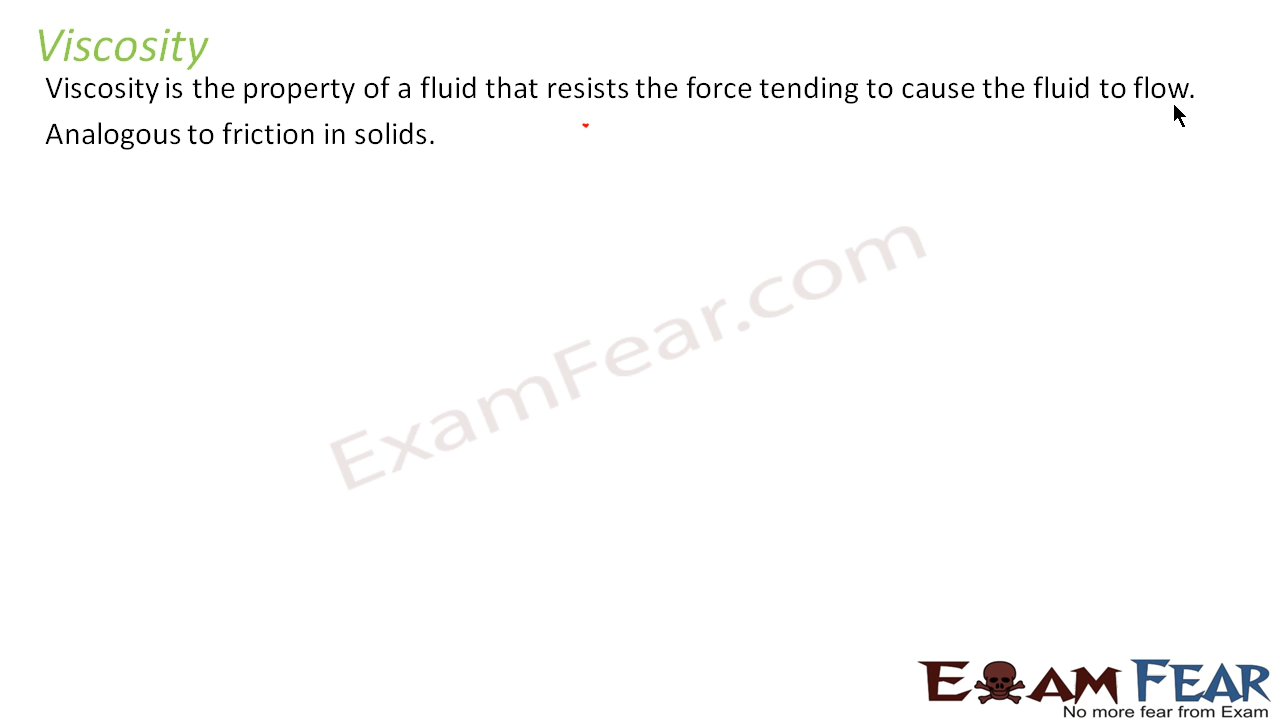 Viscosity
Viscosity is the property of a fluid that resists the force tending to cause the fluid to flow.
Analogous to friction in solids.
ExamFear.com
EXAM FEAR
No more fear from Exam